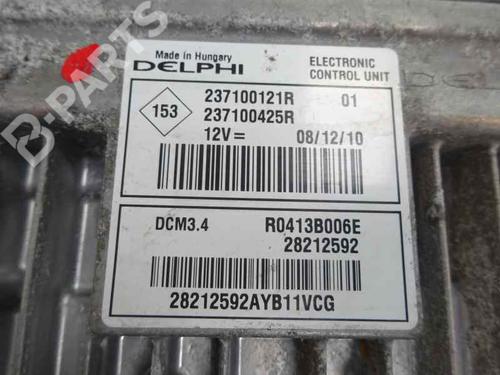 B-PARTS
Made in Hungary
DELPHI
ELECTRONIC
CONTROL UNIT
153
237100121R 01
237100425R
12V= 08/12/10
DCM3.4 R0413B006E
28212592
28212592AYB11VCG